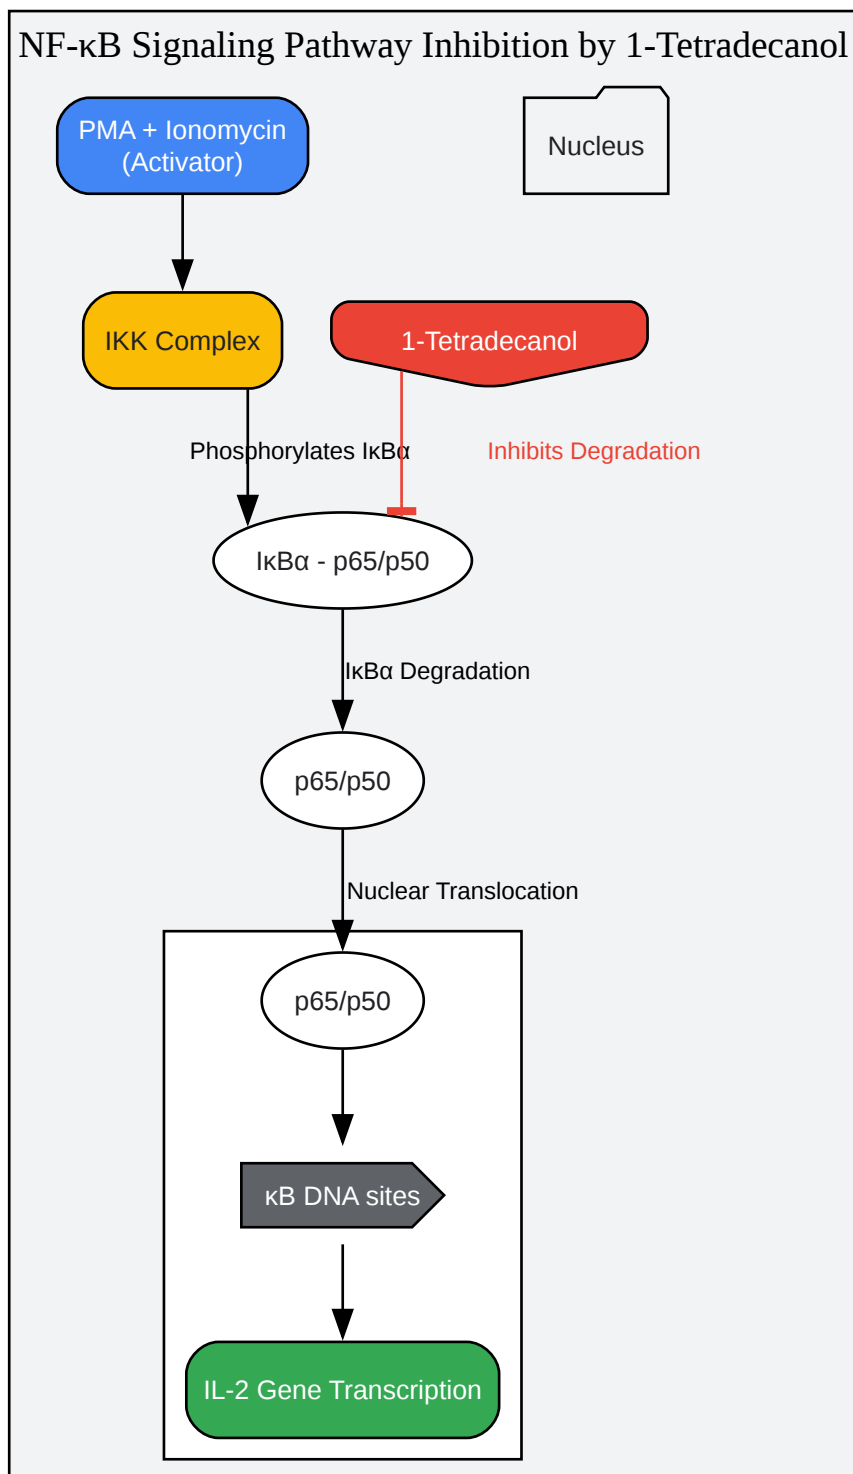 NF-κB Signaling Pathway Inhibition by 1-Tetradecanol
PMA + Ionomycin
(Activator)
Nucleus
IKK Complex
1-Tetradecanol
Phosphorylates IκBα
Inhibits Degradation
IκBα - p65/p50
IκBα Degradation
p65/p50
Nuclear Translocation
p65/p50
κB DNA sites
IL-2 Gene Transcription